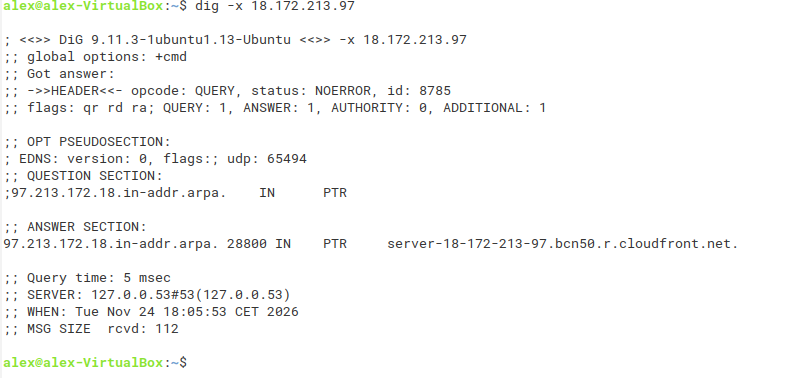 alex@alex-VirtualBox:~$ dig -x 18.172.213.97
; <<>> DiG 9.11.3-1ubuntu1.13-Ubuntu <<>> -x 18.172.213.97
;; global options: +cmd
;; Got answer:
;; ->>HEADER<<- opcode: QUERY, status: NOERROR, id: 8785
;; flags: qr rd ra; QUERY: 1, ANSWER: 1, AUTHORITY: 0, ADDITIONAL: 1
;; OPT PSEUDOSECTION:
; EDNS: version: 0, flags:; udp: 65494
;; QUESTION SECTION:
;97.213.172.18.in-addr.arpa.    IN      PTR
;; ANSWER SECTION:
97.213.172.18.in-addr.arpa. 28800 IN    PTR     server-18-172-213-97.bcn50.r.cloudfront.net.
;; Query time: 5 msec
;; SERVER: 127.0.0.53#53(127.0.0.53)
;; WHEN: Tue Nov 24 18:05:53 CET 2026
;; MSG SIZE  rcvd: 112
alex@alex-VirtualBox:~$